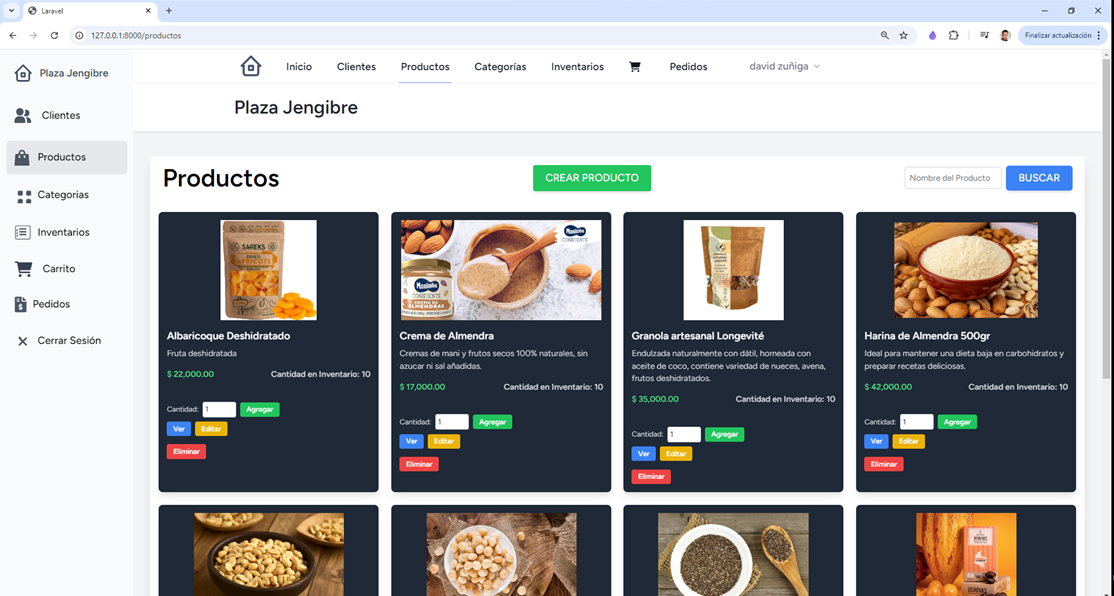 Laravel
127.0.0.1:8000/productos
Finalizar actualización
Plaza Jengibre
Clientes
Productos
Categorias
Inventarios
Carrito
Pedidos
Cerrar Sesión
Inicio Clientes Productos Categorías Inventarios Pedidos david zuñiga
Plaza Jengibre
Productos CREAR PRODUCTO Nombre del Producto BUSCAR
SAREKS
DRIED
APRICOTS
Albaricoque Deshidratado
Fruta deshidratada
$ 22,000.00 Cantidad en Inventario: 10
Cantidad: 1 Agregar
Ver Editar
Eliminar
Manitoba
CONSCIENTE
Manitoba
CONSCIENTE
CREMA DE
ALMENDRAS
Crema de Almendra
Cremas de mani y frutos secos 100% naturales, sin
azucar ni sal añadidas.
$ 17,000.00 Cantidad en Inventario: 10
Cantidad: 1 Agregar
Ver Editar
Eliminar
Granola artesanal Longevité
Endulzada naturalmente con dátil, horneada con
aceite de coco, contiene variedad de nueces, avena,
frutos deshidratados.
$ 35,000.00 Cantidad en Inventario: 10
Cantidad: 1 Agregar
Ver Editar
Eliminar
Harina de Almendra 500gr
Ideal para mantener una dieta baja en carbohidratos y
preparar recetas deliciosas.
$ 42,000.00 Cantidad en Inventario: 10
Cantidad: 1 Agregar
Ver Editar
Eliminar